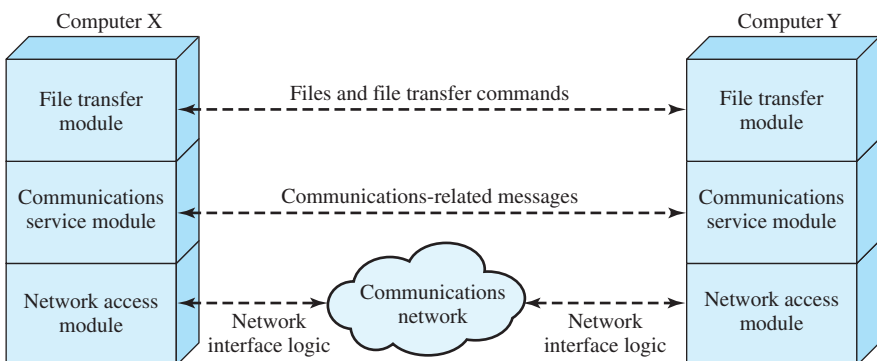 Computer X
Computer Y
File transfer
module
Files and file transfer commands
File transfer
module
Communications
service module
Communications-related messages
Communications
service module
Network access
module
Communications
network
Network access
module
Network
interface logic
Network
interface logic